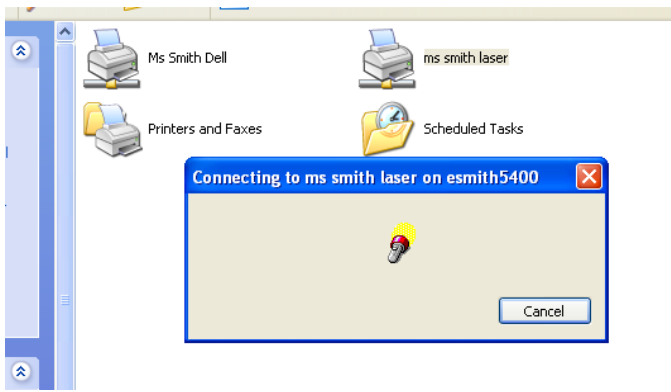 Ms Smith Dell
ms smith laser
Printers and Faxes
Scheduled Tasks
Connecting to ms smith laser on esmith5400
Cancel